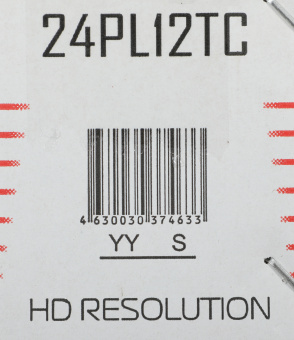 24PL12TC
4 630030 374633
YY S
HD RESOLUTION